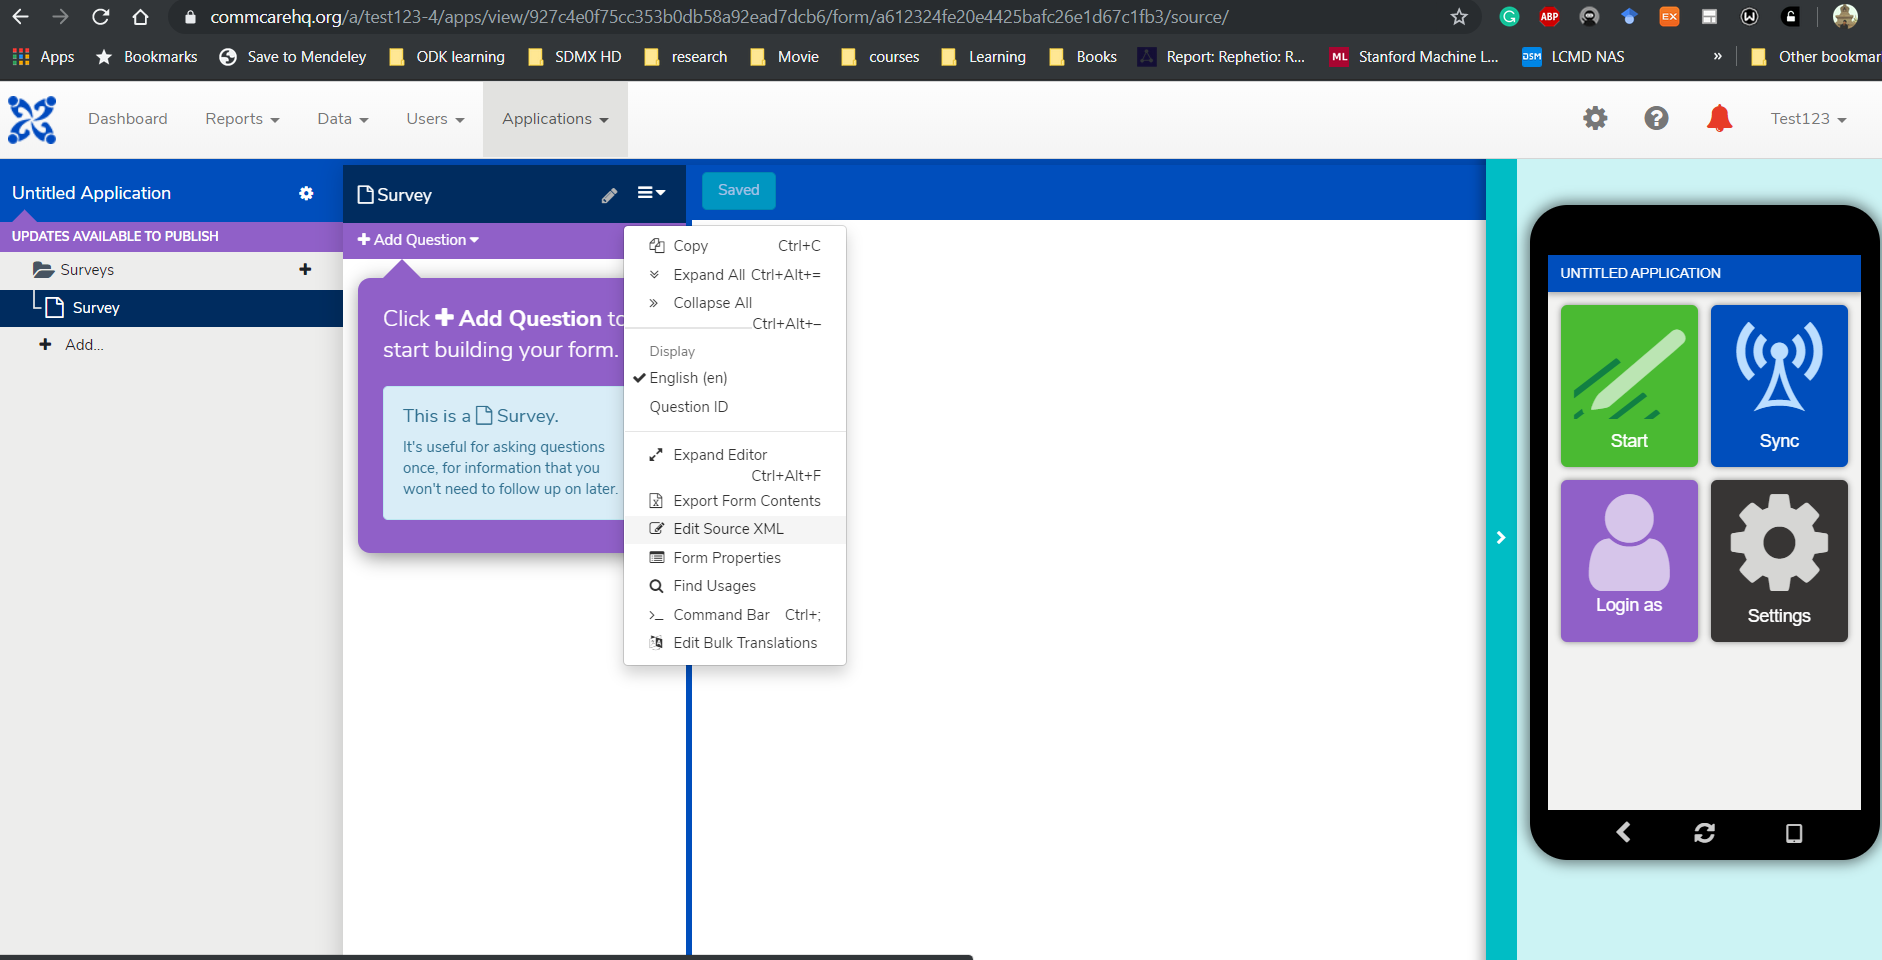 commcarehq.org/a/test123-4/apps/view/927c4e0f75cc353b0db58a92ead7dcb6/form/a612324fe20e4425bafc26e1d67c1fb3/source/
ABP
EX
Apps
Bookmarks
Save to Mendeley
ODK learning
SDMX HD
research
Movie
courses
Learning
Books
Report: Rephetio: R...
ML
Stanford Machine L...
DSM
LCMD NAS
»
Other bookmar
Dashboard
Reports
Data
Users
Applications
Test123
Untitled Application
UPDATES AVAILABLE TO PUBLISH
Surveys
Survey
Add...
Survey
Add Question
Click + Add Question to
start building your form.
This is a Survey.
It's useful for asking questions
once, for information that you
won't need to follow up on later.
Saved
Copy Ctrl+C
Expand All Ctrl+Alt+=
Collapse All
Ctrl+Alt+–
Display
English (en)
Question ID
Expand Editor
Ctrl+Alt+F
Export Form Contents
Edit Source XML
Form Properties
Find Usages
Command Bar Ctrl+;
Edit Bulk Translations
UNTITLED APPLICATION
Start
Sync
Login as
Settings